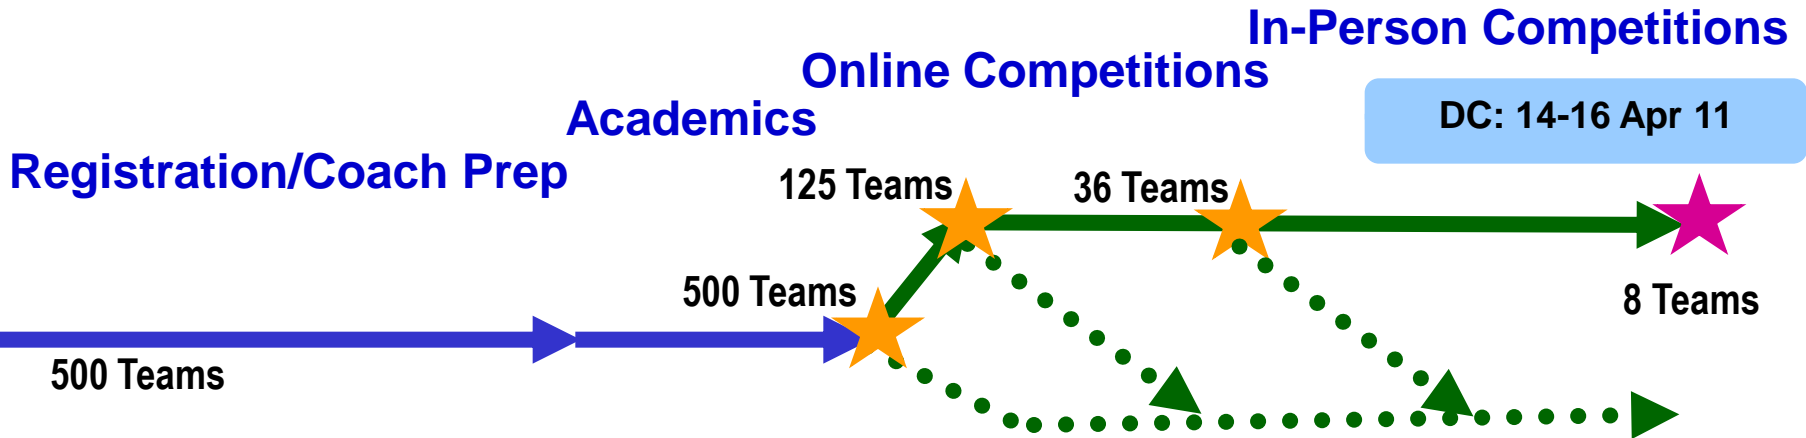 In-Person Competitions
Online Competitions
Academics
Registration/Coach Prep
DC: 14-16 Apr 11
125 Teams
36 Teams
500 Teams
8 Teams
500 Teams